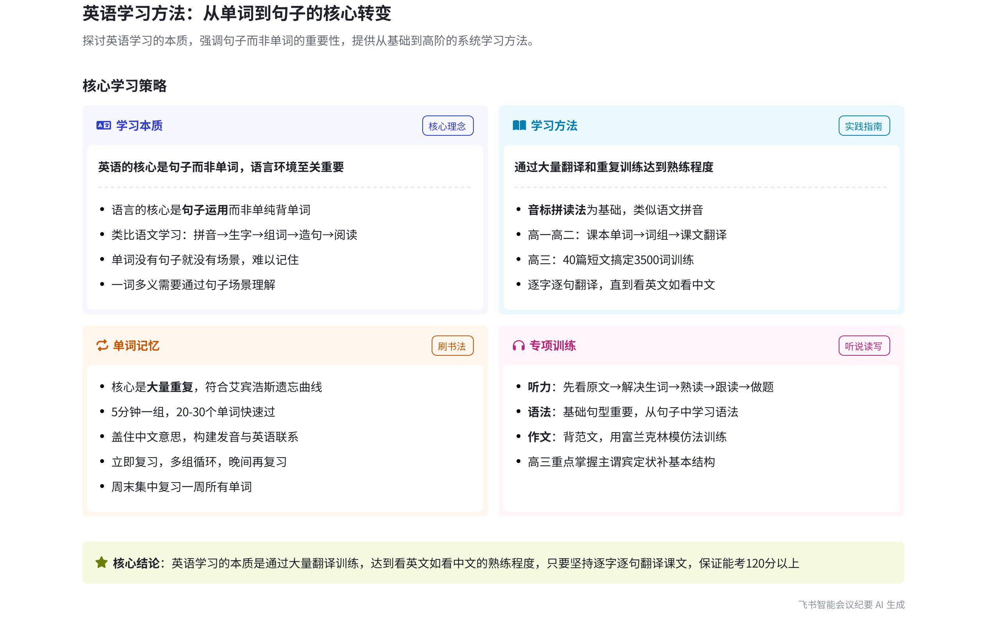 英语学习方法：从单词到句子的核心转变
探讨英语学习的本质，强调句子而非单词的重要性，提供从基础到高阶的系统学习方法。
核心学习策略
学习本质
核心理念
英语的核心是句子而非单词，语言环境至关重要
• 语言的核心是句子运用而非单纯背单词
• 类比语文学习：拼音→生字→组词→造句→阅读
• 单词没有句子就没有场景，难以记住
• 一词多义需要通过句子场景理解
学习方法
实践指南
通过大量翻译和重复训练达到熟练程度
• 音标拼读法为基础，类似语文拼音
• 高一高二：课本单词→词组→课文翻译
• 高三：40篇短文搞定3500词训练
• 逐字逐句翻译，直到看英文如看中文
单词记忆
刷书法
• 核心是大量重复，符合艾宾浩斯遗忘曲线
• 5分钟一组，20-30个单词快速过
• 盖住中文意思，构建发音与英语联系
• 立即复习，多组循环，晚间再复习
• 周末集中复习一周所有单词
专项训练
听说读写
• 听力：先看原文→解决生词→熟读→跟读→做题
• 语法：基础句型重要，从句子中学习语法
• 作文：背范文，用富兰克林模仿法训练
• 高三重点掌握主谓宾定状补基本结构
核心结论：英语学习的本质是通过大量翻译训练，达到看英文如看中文的熟练程度，只要坚持逐字逐句翻译课文，保证能考120分以上
飞书智能会议纪要 AI 生成